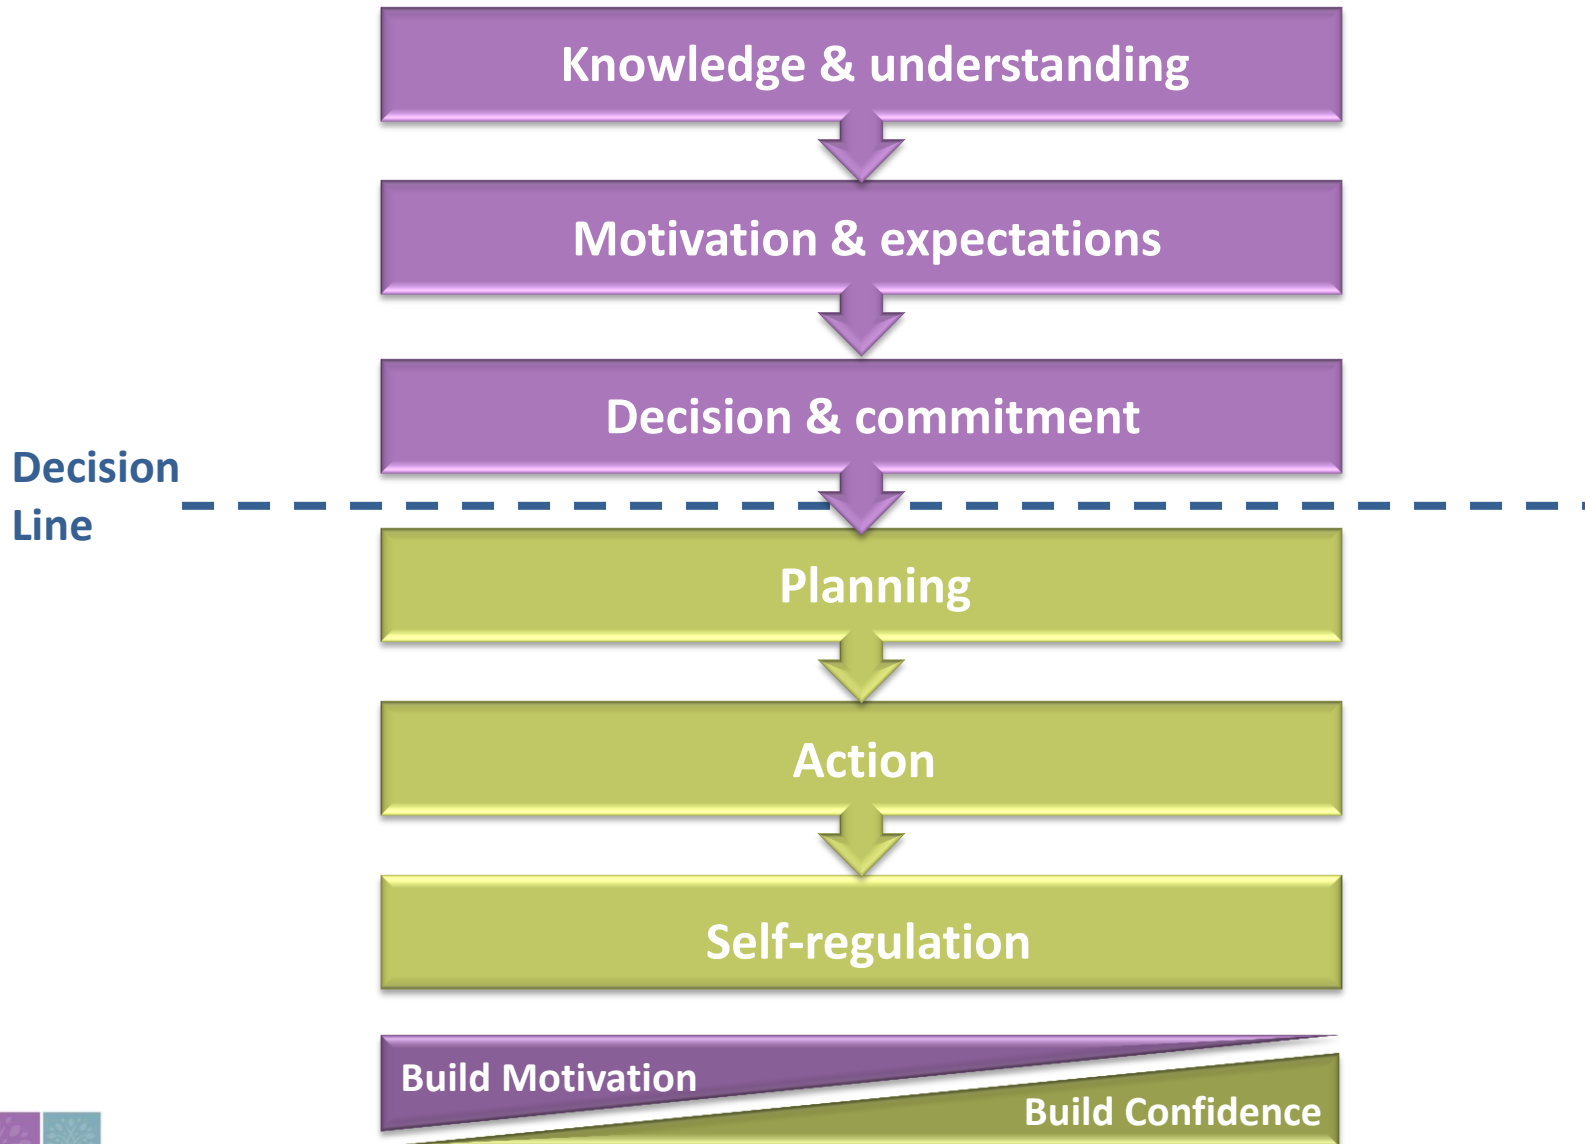 Knowledge & understanding
Motivation & expectations
Decision & commitment
Decision
Line
Planning
Action
Self-regulation
Build Motivation
Build Confidence